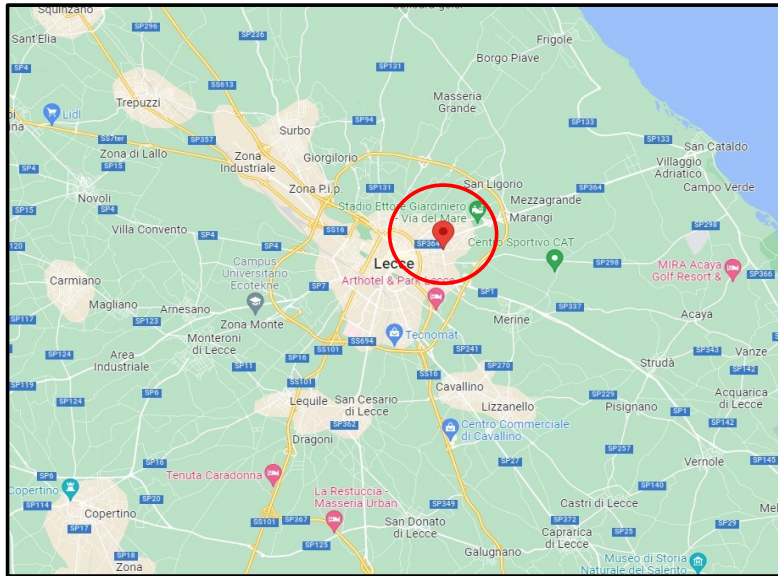 Squinzano
SP296
Sant'Elia
SP236
Frigole
SP4
SP131
Borgo Piave
SS613
Trepuzzi
Masseria
Grande
Lidl
SP94
SP133
Surbo
SS7ter
SP357
SP133
San Cataldo
Zona di Lallo
SP15
Zona
Industriale
Giorgilorio
Villaggio
Adriatico
SP4
Zona P.i.p.
SP131
San Ligorio
SP364
Campo Verde
Novoli
SP4
Mezzagrande
Stadio Ettore Giardiniero
- Via del Mare
Marangi
SP15
Villa Convento
SP4
SS16
SP298
SP364
Centro Sportivo CAT
Campus
Universitario
Ecotekne
Lecce
SP298
MIRA Acaya
Golf Resort &
SP366
Carmiano
SP7
Arthotel & Park Lecce
SP1
Magliano
Arnesano
SP337
Acaya
SP117
SP123
Zona Monte
Merine
Monteroni
di Lecce
Tecnomat
SS694
SP343
Vanze
SP124
Area
Industriale
SP16
SS101
SP241
SP142
SP11
SS16
SP270
Strudà
SP119
SS101
Cavallino
SP6
SP229
Acquarica
di Lecce
SP124
Lequile
San Cesario
di Lecce
Lizzanello
Pisignano
SP1
SP362
SP142
Centro Commerciale
di Cavallino
Dragoni
SP257
SP6
SP16
SP27
Vernole
SP145
Tenuta Caradonna
SP140
Copertino
SP114
SP20
La Restuccia -
Masseria Urban
SP349
Castri di Lecce
Copertino
SS101
SP367
San Donato
di Lecce
SP372
SP29
SP17
Caprarica
di Lecce
SP25
SP125
Galugnano
SP18
Zona
Museo di Storia
Naturale del Salento